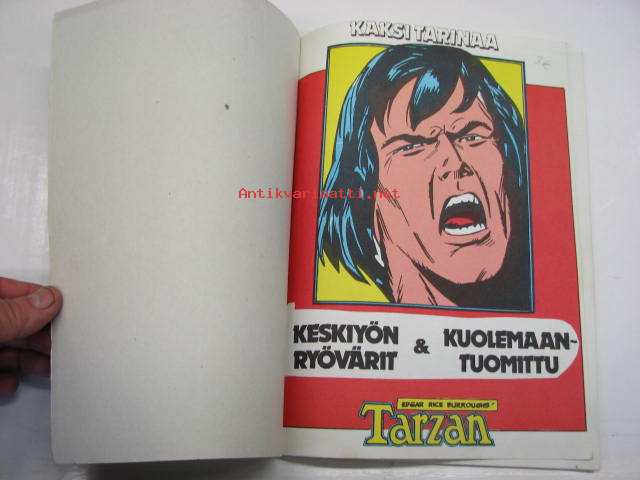 KAKSI TARINAA
Antikvariaatti.net
KESKIYÖN
RYÖVÄRIT
&
KUOLEMAAN-
TUOMITTU
EDGAR RICE BURROUGHS'
Tarzan